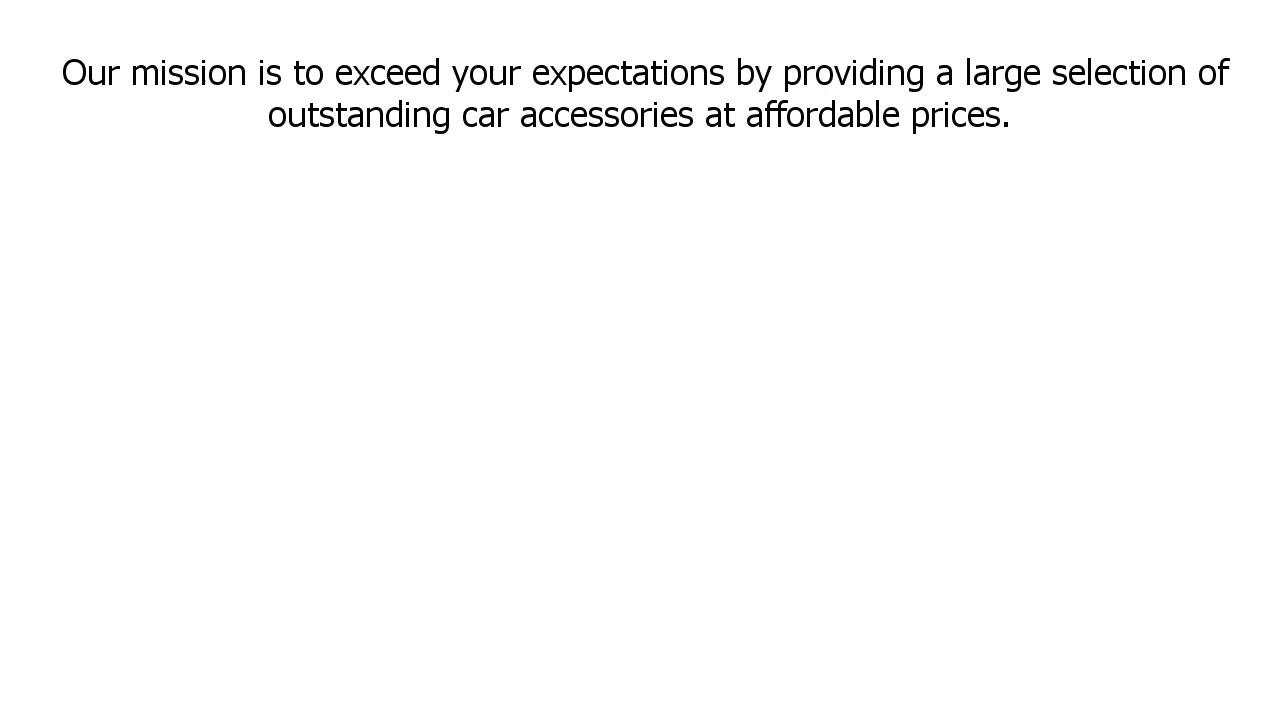 Our mission is to exceed your expectations by providing a large selection of
outstanding car accessories at affordable prices.